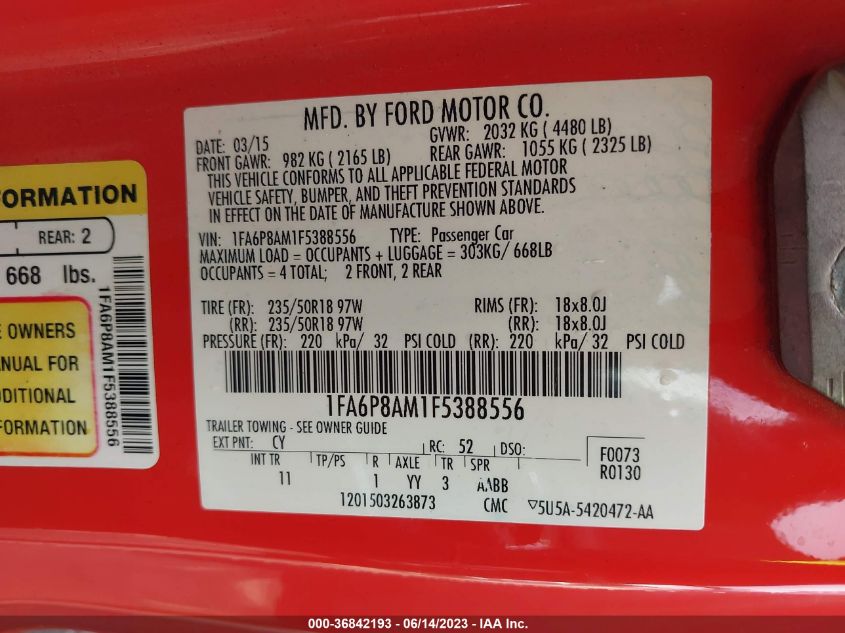 MFD. BY FORD MOTOR CO.
DATE: 03/15
GVWR: 2032 KG ( 4480 LB)
FRONT GAWR: 982 KG ( 2165 LB)
REAR GAWR: 1055 KG ( 2325 LB)
THIS VEHICLE CONFORMS TO ALL APPLICABLE FEDERAL MOTOR
VEHICLE SAFETY, BUMPER, AND THEFT PREVENTION STANDARDS
IN EFFECT ON THE DATE OF MANUFACTURE SHOWN ABOVE.
VIN: 1FA6P8AM1F5388556 TYPE: Passenger Car
MAXIMUM LOAD = OCCUPANTS + LUGGAGE = 303KG/ 668LB
OCCUPANTS = 4 TOTAL; 2 FRONT, 2 REAR
TIRE (FR): 235/50R18 97W RIMS (FR): 18x8.0J
(RR): 235/50R18 97W (RR): 18x8.0J
PRESSURE (FR): 220 kPa/ 32 PSI COLD (RR): 220 kPa/ 32 PSI COLD
1FA6P8AM1F5388556
TRAILER TOWING - SEE OWNER GUIDE
EXT PNT: CY RC: 52 DSO:
INT TR TP/PS R AXLE TR SPR
11 1 YY 3 AABB
F0073
R0130
1201503263873 CMC ▽5U5A-5420472-AA
FORMATION
REAR: 2
668 lbs.
E OWNERS
ANUAL FOR
DDITIONAL
FORMATION
1FA6P8AM1F5388556
000-36842193 - 06/14/2023 - IAA Inc.